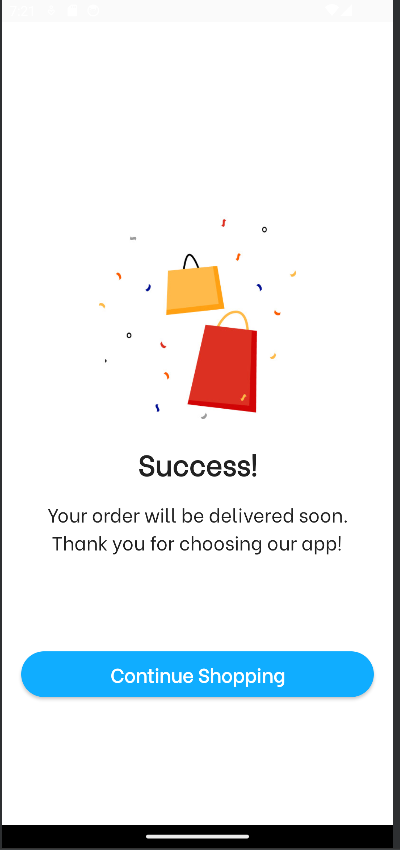 Success!
Your order will be delivered soon.
Thank you for choosing our app!
Continue Shopping